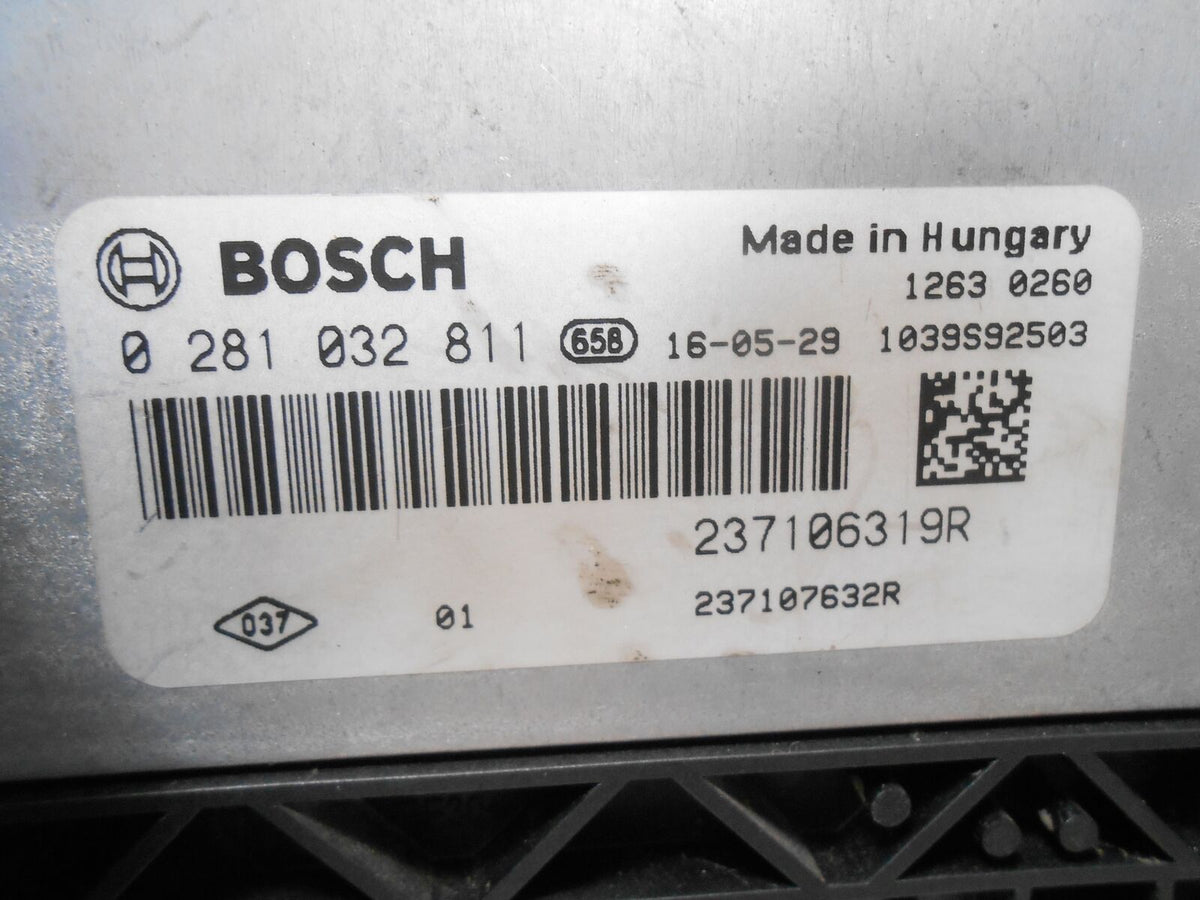 BOSCH
Made in Hungary
1263 0260
0 281 032 811 658 16-05-29 1039S92503
237106319R
037 01 237107632R